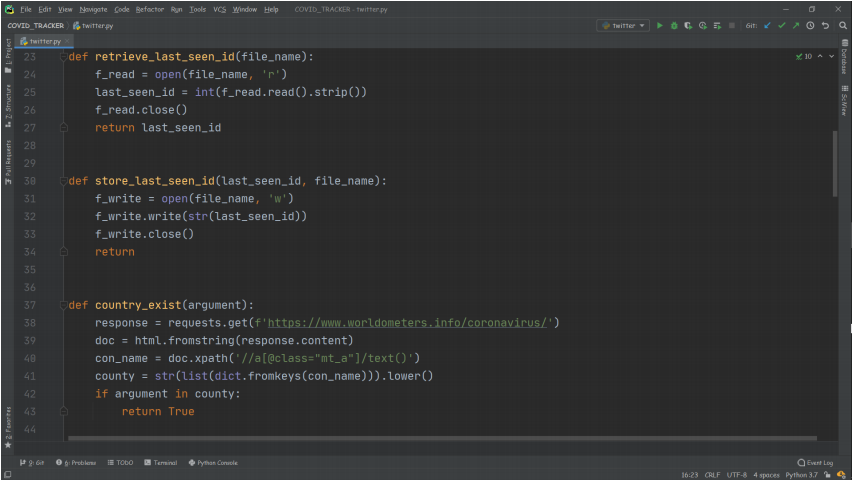 File Edit View Navigate Code Refactor Run Tools VCS Window Help COVID_TRACKER - twitter.py
COVID_TRACKER twitter.py twitter Git:
twitter.py
1: Project
7: Structure
Pull Requests
2: Favorites
Database
SciView
10
23 def retrieve_last_seen_id(file_name):
24 f_read = open(file_name, 'r')
25 last_seen_id = int(f_read.read().strip())
26 f_read.close()
27 return last_seen_id
28
29
30 def store_last_seen_id(last_seen_id, file_name):
31 f_write = open(file_name, 'w')
32 f_write.write(str(last_seen_id))
33 f_write.close()
34 return
35
36
37 def country_exist(argument):
38 response = requests.get(f'https://www.worldometers.info/coronavirus/')
39 doc = html.fromstring(response.content)
40 con_name = doc.xpath('//a[@class="mt_a"]/text()')
41 county = str(list(dict.fromkeys(con_name))).lower()
42 if argument in county:
43 return True
44
9: Git 6: Problems TODO Terminal Python Console Event Log
16:23 CRLF UTF-8 4 spaces Python 3.7